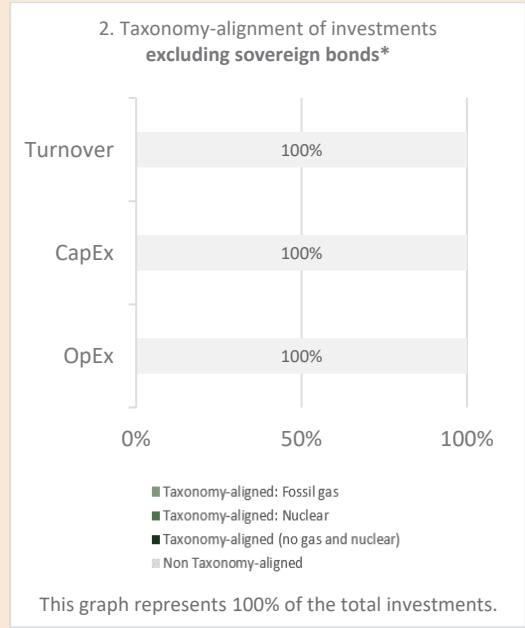 2. Taxonomy-alignment of investments
excluding sovereign bonds*
Turnover
100%
CapEx
100%
OpEx
100%
0%
50%
100%
Taxonomy-aligned: Fossil gas
Taxonomy-aligned: Nuclear
Taxonomy-aligned (no gas and nuclear)
Non Taxonomy-aligned
This graph represents 100% of the total investments.